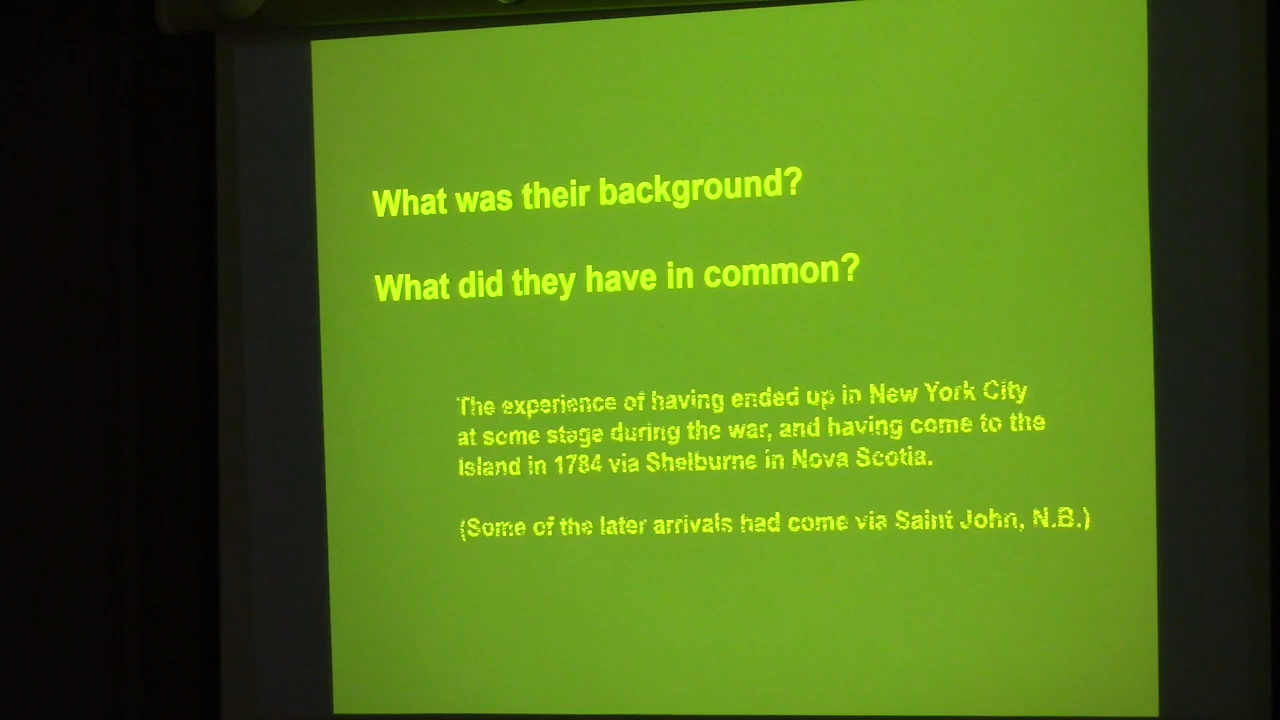 What was their background?
What did they have in common?
The experience of having ended up in New York City
at some stage during the war, and having come to the
Island in 1784 via Shelburne in Nova Scotia.
(Some of the later arrivals had come via Saint John, N.B.)